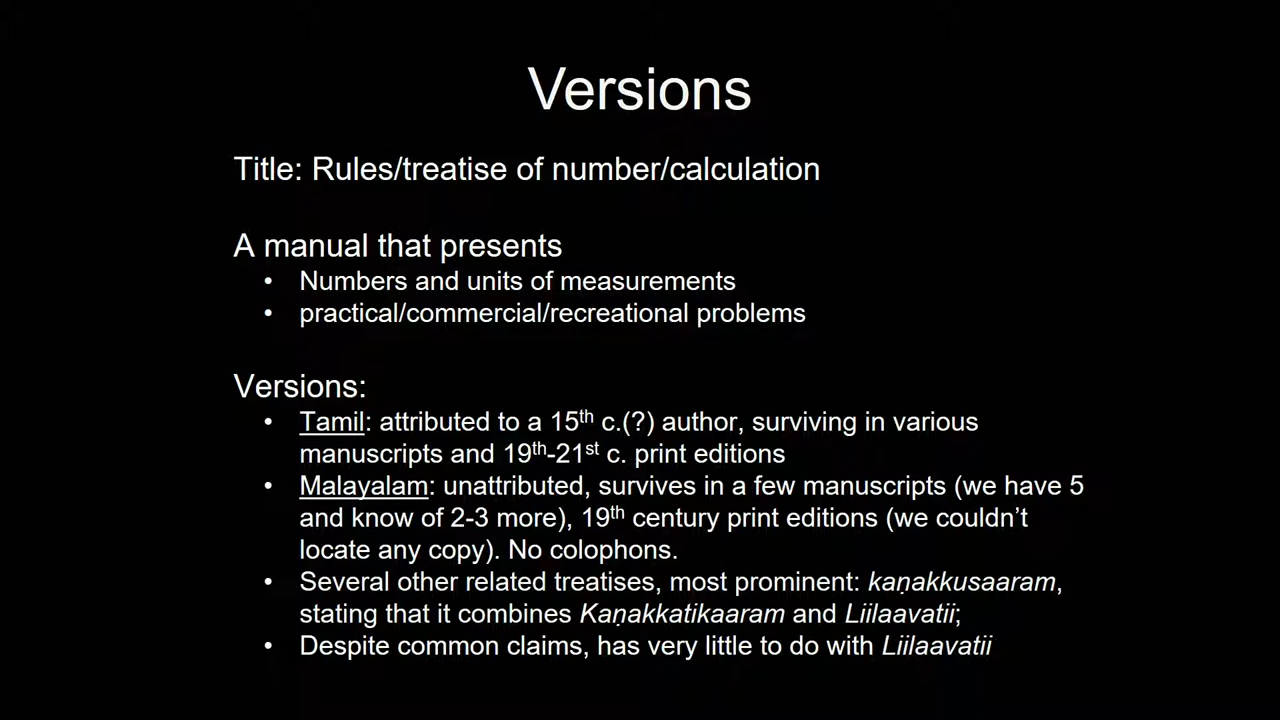 Versions
Title: Rules/treatise of number/calculation
A manual that presents
• Numbers and units of measurements
• practical/commercial/recreational problems
Versions:
• Tamil: attributed to a 15th c.(?) author, surviving in various
manuscripts and 19th-21st c. print editions
• Malayalam: unattributed, survives in a few manuscripts (we have 5
and know of 2-3 more), 19th century print editions (we couldn’t
locate any copy). No colophons.
• Several other related treatises, most prominent: kaṇakkusaaram,
stating that it combines Kaṇakkatikaaram and Liilaavatii;
• Despite common claims, has very little to do with Liilaavatii